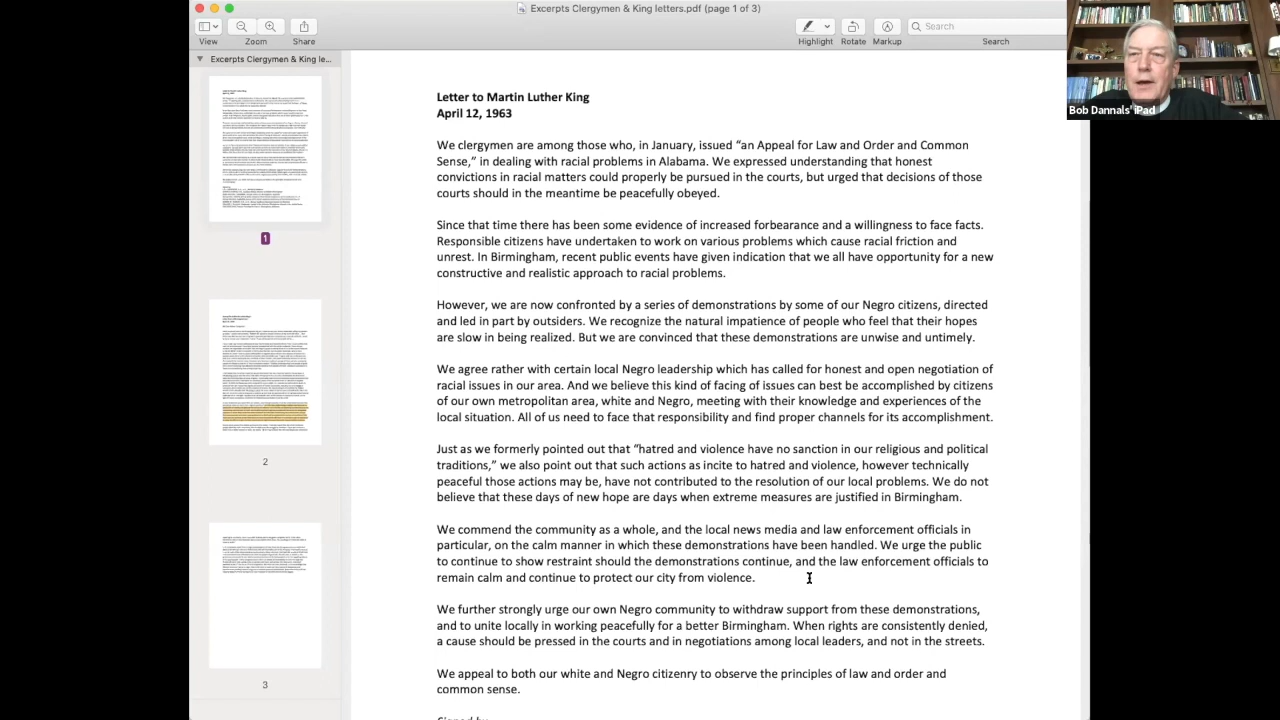 Excerpts Clergymen & King letters.pdf (page 1 of 3)
View
Zoom
Share
Highlight
Rotate
Markup
Search
Search
Excerpts Clergymen & King le...
1
2
3
Bob Dannals' iPad
Letter to Martin Luther King
April 12, 1963
We clergymen are among those who, in January, issued “an Appeal for Law and Order and Common
Sense,” in dealing with racial problems in Alabama. We expressed understanding that honest
convictions in racial matters could properly be pursued in the courts, but urged that decisions of those
courts should in the meantime be peacefully obeyed.
Since that time there has been some evidence of increased forbearance and a willingness to face facts.
Responsible citizens have undertaken to work on various problems which cause racial friction and
unrest. In Birmingham, recent public events have given indication that we all have opportunity for a new
constructive and realistic approach to racial problems.
However, we are now confronted by a series of demonstrations by some of our Negro citizens, directed
and led in part by outsiders. We recognize the natural impatience of people who feel that their hopes
are slow in being realized. But we are convinced that these demonstrations are unwise and untimely.
We agree rather with certain local Negro leadership which has called for honest and open negotiation of
racial issues in our area. And we believe this kind of facing of issues can best be accomplished by citizens
of our own metropolitan area, white and Negro, meeting with their knowledge and experiences of the
local situation. All of us need to face that responsibility and find proper channels for its accomplishment.
Just as we formerly pointed out that “hatred and violence have no sanction in our religious and political
traditions,” we also point out that such actions as incite to hatred and violence, however technically
peaceful those actions may be, have not contributed to the resolution of our local problems. We do not
believe that these days of new hope are days when extreme measures are justified in Birmingham.
We commend the community as a whole, and the local news media and law enforcement officials in
particular, on the calm manner in which these demonstrations have been handled. We urge the public
to continue to show restraint should the demonstrations continue, and the law enforcement officials to
remain calm and continue to protect our city from violence.
We further strongly urge our own Negro community to withdraw support from these demonstrations,
and to unite locally in working peacefully for a better Birmingham. When rights are consistently denied,
a cause should be pressed in the courts and in negotiations among local leaders, and not in the streets.
We appeal to both our white and Negro citizenry to observe the principles of law and order and
common sense.
Signed by